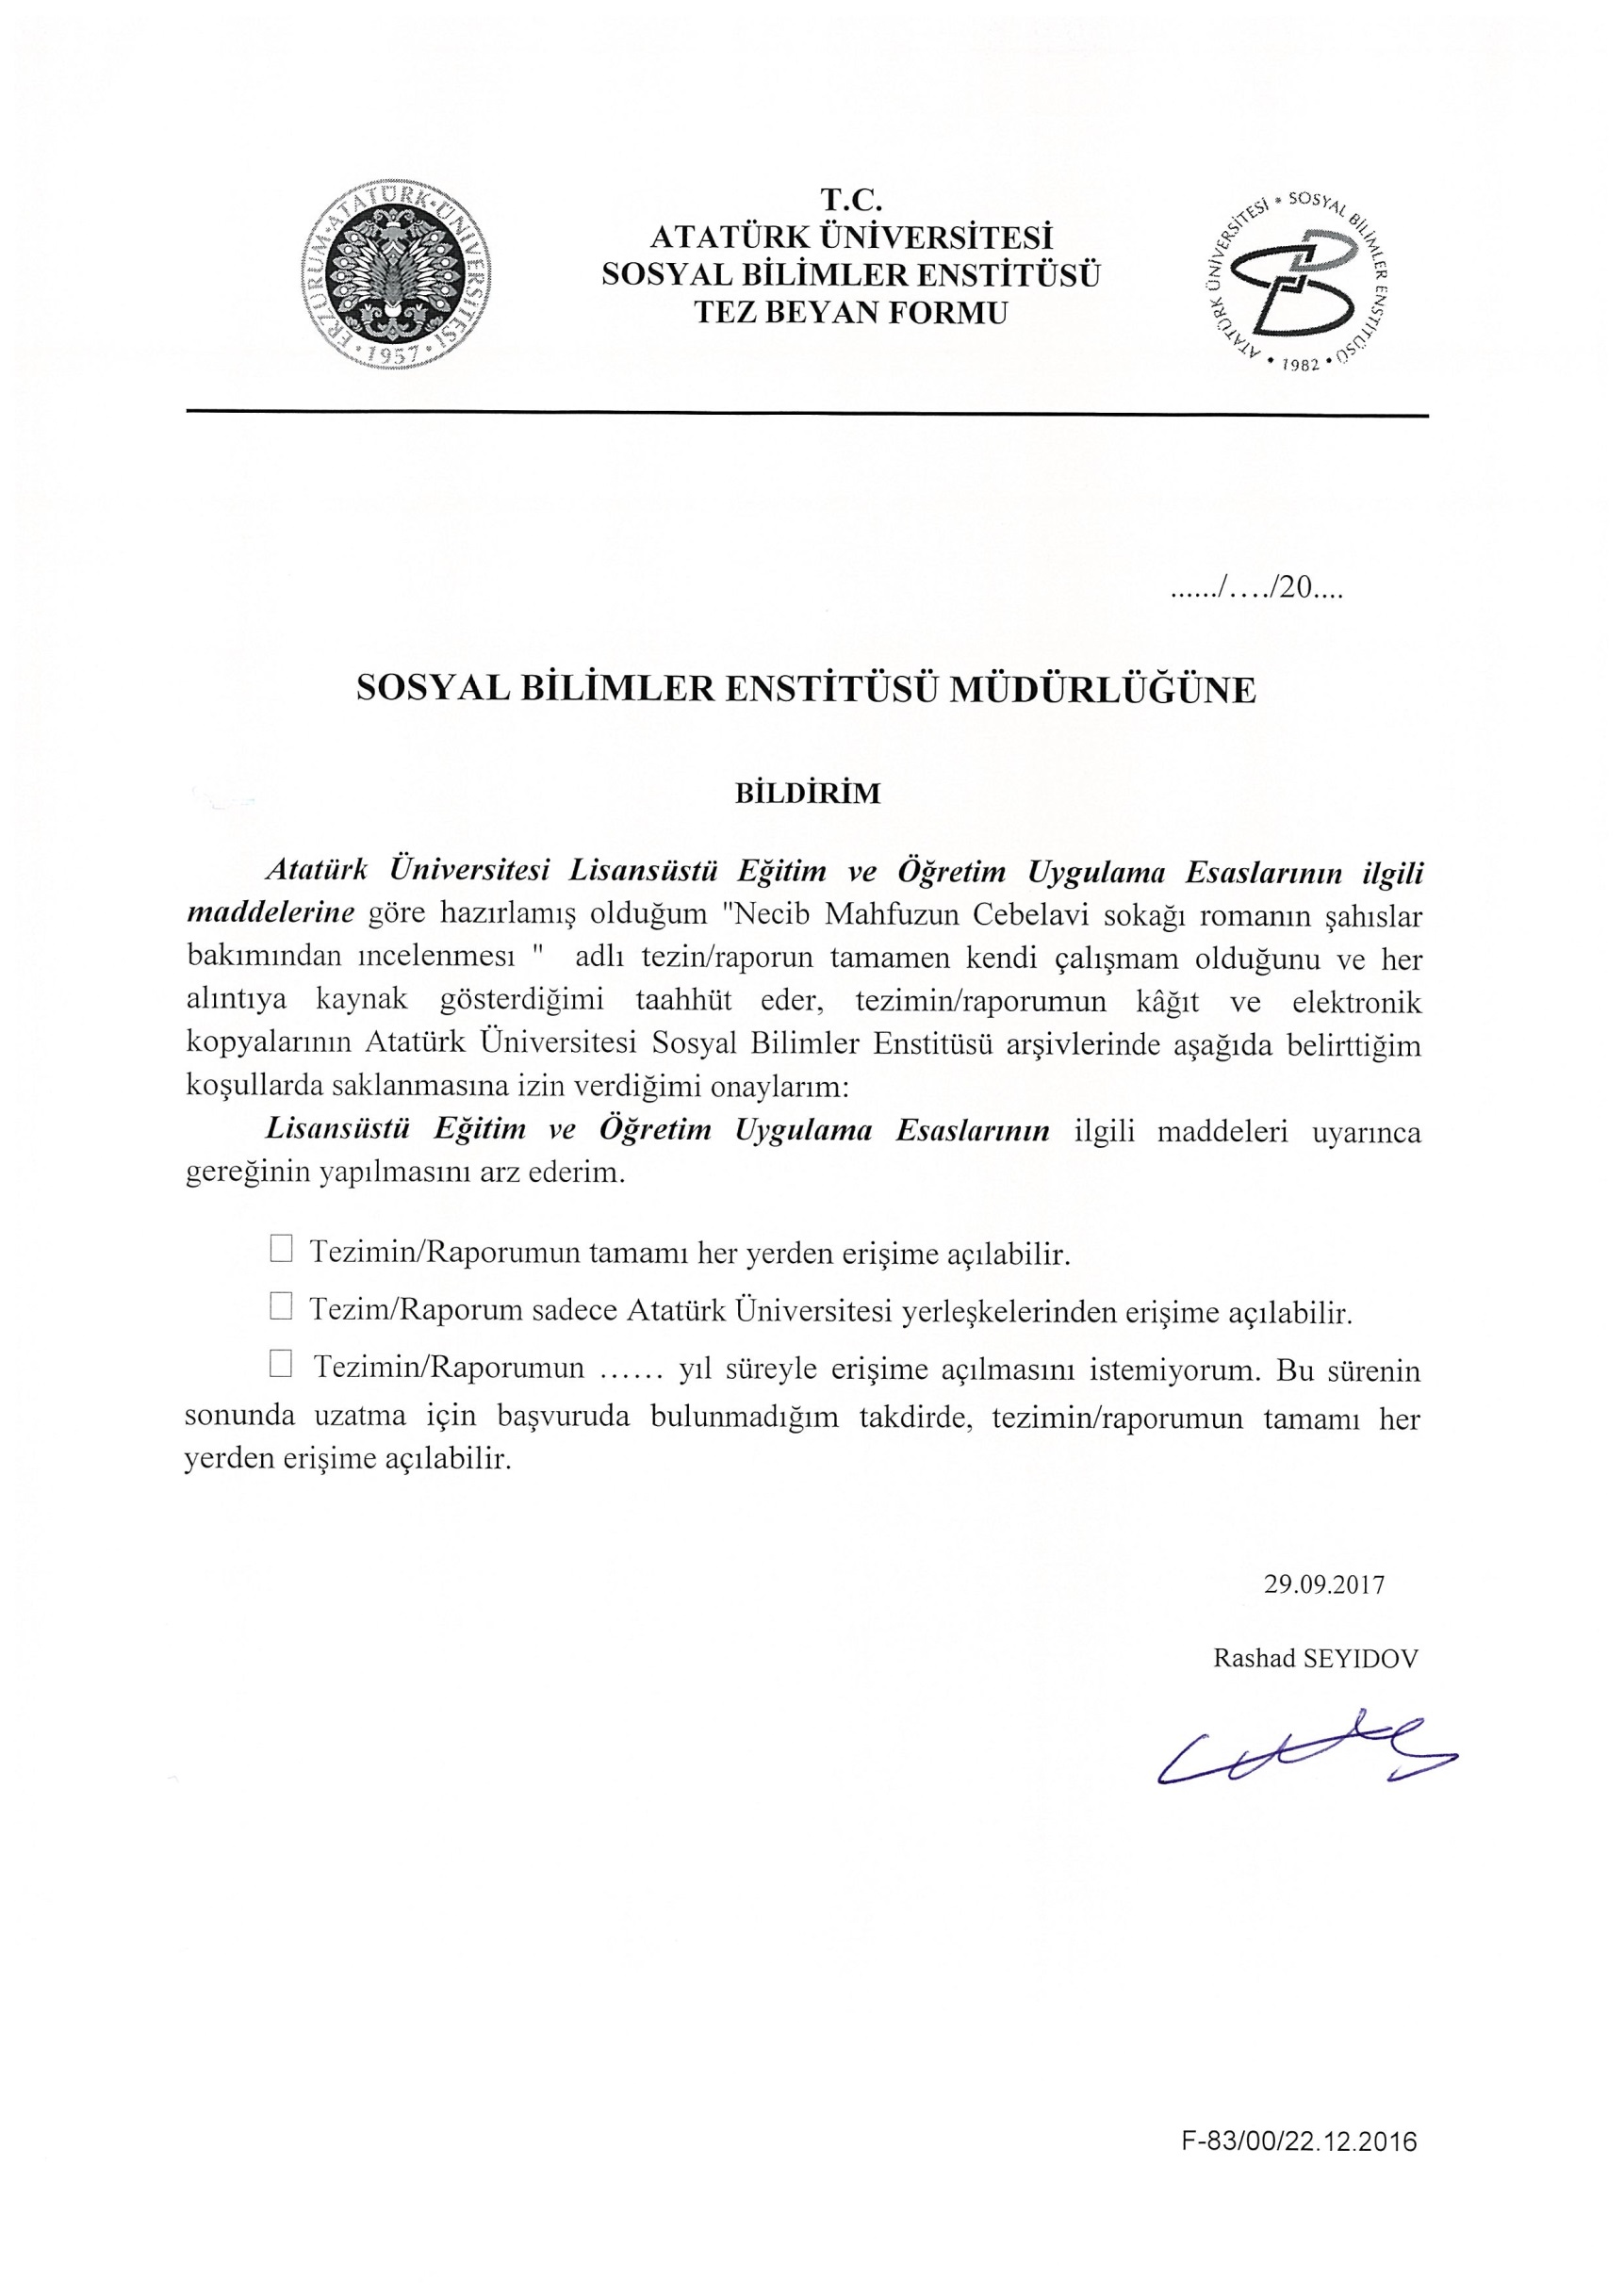 ERZURUM·ATATÜRK·ÜNİVERSİTESİ
·1957·
T.C.
ATATÜRK ÜNİVERSİTESİ
SOSYAL BİLİMLER ENSTİTÜSÜ
TEZ BEYAN FORMU
ATATÜRK ÜNİVERSİTESİ * SOSYAL BİLİMLER ENSTİTÜSÜ
• 1982 •
....../…./20....
SOSYAL BİLİMLER ENSTİTÜSÜ MÜDÜRLÜĞÜNE
BİLDİRİM
Atatürk Üniversitesi Lisansüstü Eğitim ve Öğretim Uygulama Esaslarının ilgili
maddelerine göre hazırlamış olduğum "Necib Mahfuzun Cebelavi sokağı romanın şahıslar
bakımından ıncelenmesı " adlı tezin/raporun tamamen kendi çalışmam olduğunu ve her
alıntıya kaynak gösterdiğimi taahhüt eder, tezimin/raporumun kâğıt ve elektronik
kopyalarının Atatürk Üniversitesi Sosyal Bilimler Enstitüsü arşivlerinde aşağıda belirttiğim
koşullarda saklanmasına izin verdiğimi onaylarım:
Lisansüstü Eğitim ve Öğretim Uygulama Esaslarının ilgili maddeleri uyarınca
gereğinin yapılmasını arz ederim.
☐ Tezimin/Raporumun tamamı her yerden erişime açılabilir.
☐ Tezim/Raporum sadece Atatürk Üniversitesi yerleşkelerinden erişime açılabilir.
☐ Tezimin/Raporumun …… yıl süreyle erişime açılmasını istemiyorum. Bu sürenin
sonunda uzatma için başvuruda bulunmadığım takdirde, tezimin/raporumun tamamı her
yerden erişime açılabilir.
29.09.2017
Rashad SEYIDOV
F-83/00/22.12.2016